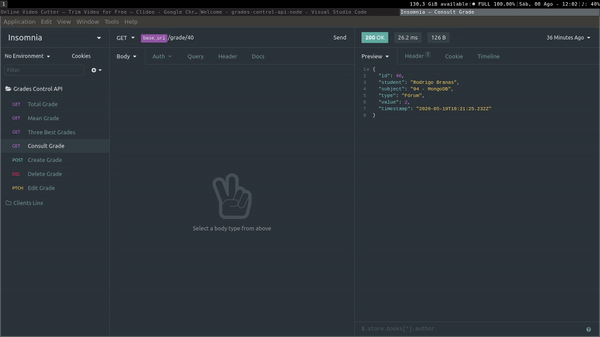 1
130.3 GiB available | FULL 100.00% | Sáb, 08 Ago - 12:02 | ♪: 40%
Online Video Cutter - Trim Video for Free - Clideo - Google Chr…
Welcome - grades-control-api-node - Visual Studio Code
Insomnia - Consult Grade
Application Edit View Window Tools Help
Insomnia
GET base_url /grade/40 Send
200 OK 26.2 ms 126 B 36 Minutes Ago
No Environment Cookies
Body Auth Query Header Docs
Preview Header Cookie Timeline
Filter
Grades Control API
GET Total Grade
GET Mean Grade
GET Three Best Grades
GET Consult Grade
POST Create Grade
DEL Delete Grade
PTCH Edit Grade
Clients Linx
Select a body type from above
1 {
2 "id": 40,
3 "student": "Rodrigo Branas",
4 "subject": "04 - MongoDB",
5 "type": "Fórum",
6 "value": 2,
7 "timestamp": "2020-05-19T18:21:25.232Z"
8 }
$.store.books[*].author